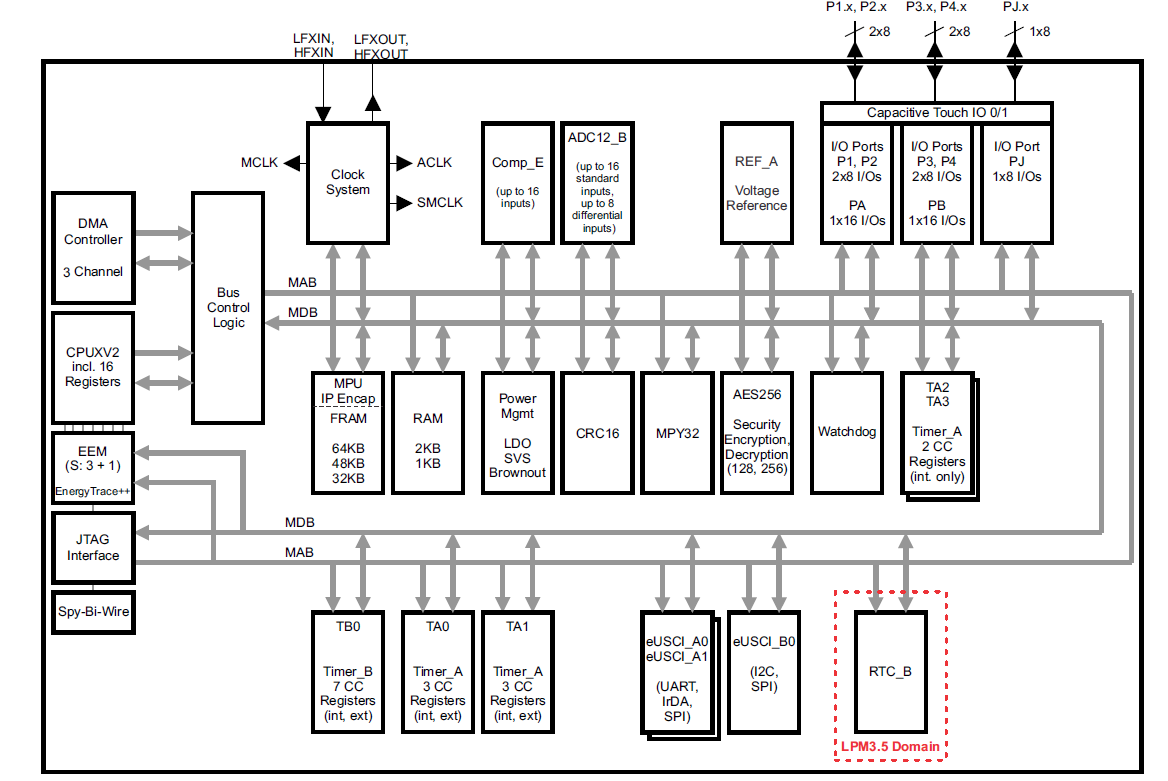 P1.x, P2.x
P3.x, P4.x
PJ.x
2x8
2x8
1x8
LFXIN,
HFXIN
LFXOUT,
HFXOUT
Capacitive Touch IO 0/1
MCLK
Clock
System
ACLK
SMCLK
Comp_E
(up to 16
inputs)
ADC12_B
(up to 16
standard
inputs,
up to 8
differential
inputs)
REF_A
Voltage
Reference
I/O Ports
P1, P2
2x8 I/Os
PA
1x16 I/Os
I/O Ports
P3, P4
2x8 I/Os
PB
1x16 I/Os
I/O Port
PJ
1x8 I/Os
DMA
Controller
3 Channel
Bus
Control
Logic
MAB
MDB
CPUXV2
incl. 16
Registers
MPU
IP Encap
FRAM
64KB
48KB
32KB
RAM
2KB
1KB
Power
Mgmt
LDO
SVS
Brownout
CRC16
MPY32
AES256
Security
Encryption,
Decryption
(128, 256)
Watchdog
TA2
TA3
Timer_A
2 CC
Registers
(int. only)
EEM
(S: 3 + 1)
EnergyTrace++
JTAG
Interface
Spy-Bi-Wire
MDB
MAB
TB0
Timer_B
7 CC
Registers
(int, ext)
TA0
Timer_A
3 CC
Registers
(int, ext)
TA1
Timer_A
3 CC
Registers
(int, ext)
eUSCI_A0
eUSCI_A1
(UART,
IrDA,
SPI)
eUSCI_B0
(I2C,
SPI)
RTC_B
LPM3.5 Domain